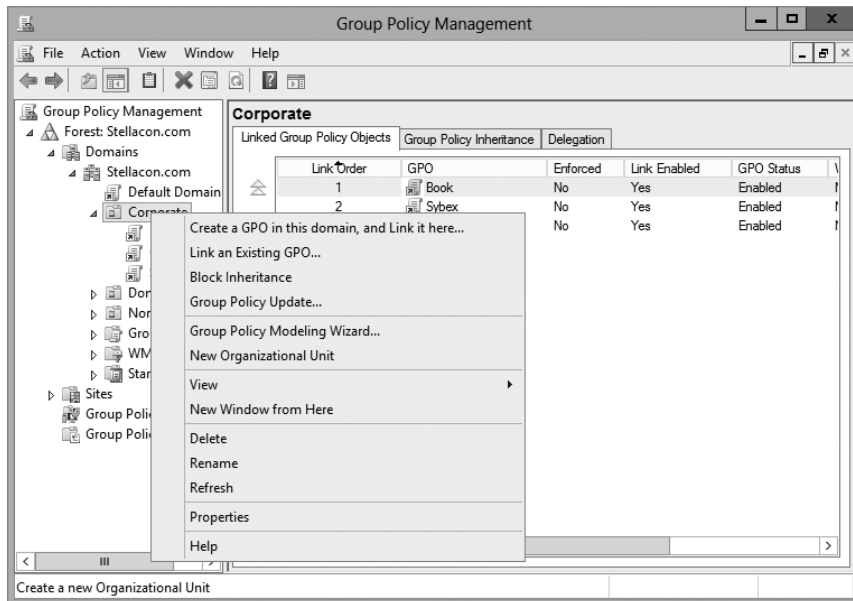 Group Policy Management
File Action View Window Help
Group Policy Management
Forest: Stellacon.com
Domains
Stellacon.com
Default Domain
Corporate
Dor
Nor
Gro
WM
Star
Sites
Group Poli
Group Poli
Corporate
Linked Group Policy Objects Group Policy Inheritance Delegation
Link Order GPO Enforced Link Enabled GPO Status
1 Book No Yes Enabled
2 Sybex No Yes Enabled
No Yes Enabled
Create a GPO in this domain, and Link it here...
Link an Existing GPO...
Block Inheritance
Group Policy Update...
Group Policy Modeling Wizard...
New Organizational Unit
View
New Window from Here
Delete
Rename
Refresh
Properties
Help
Create a new Organizational Unit